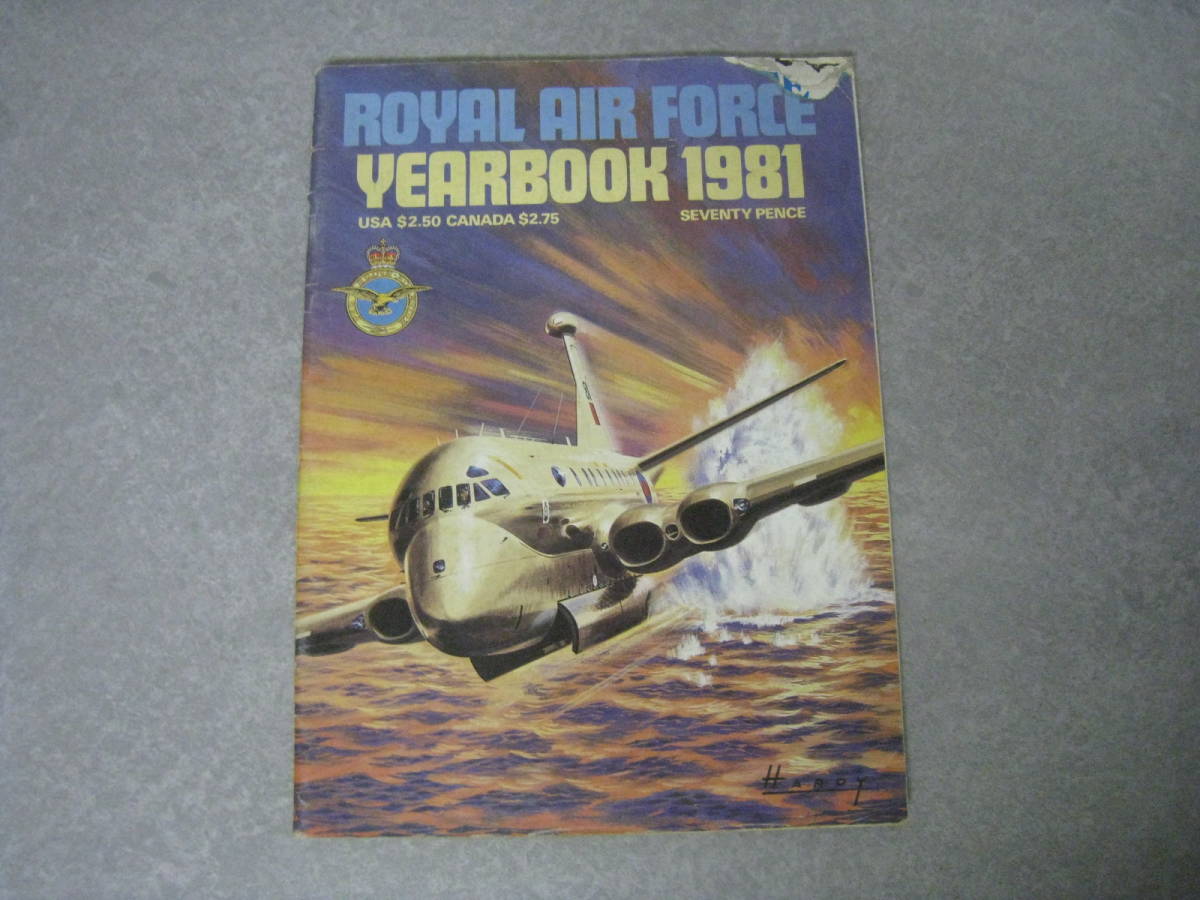 ROYAL AIR FORCE
YEARBOOK 1981
USA $2.50 CANADA $2.75
SEVENTY PENCE
HARDY